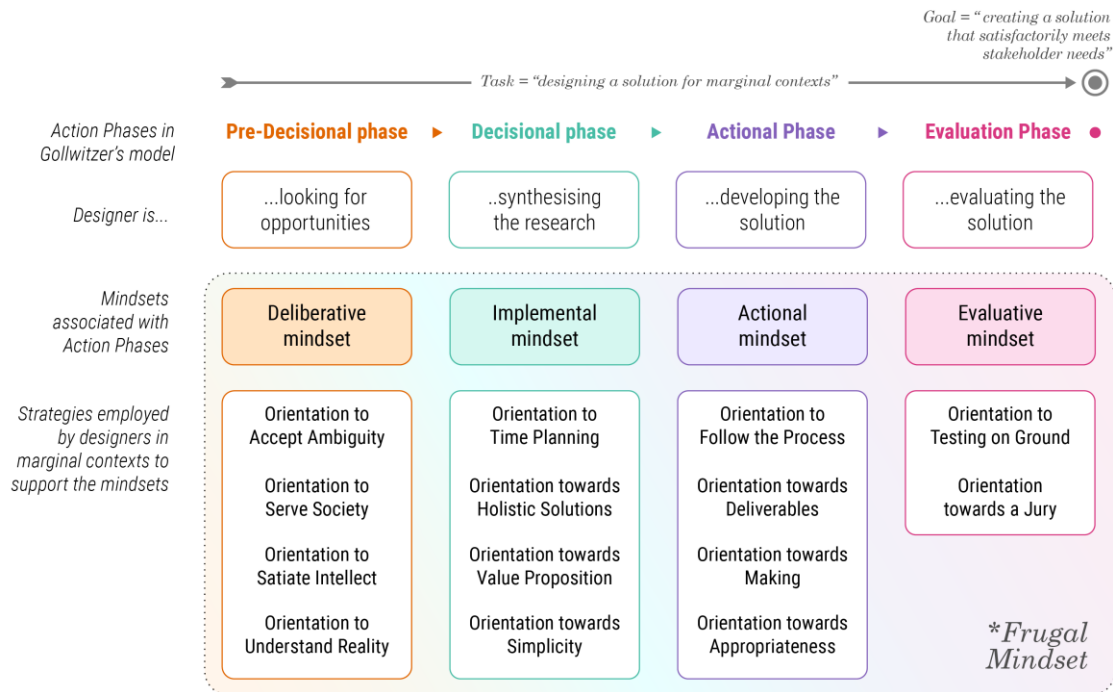 Goal = “ creating a solution
that satisfactorily meets
stakeholder needs”
Task = “designing a solution for marginal contexts”
Action Phases in
Gollwitzer’s model
Pre-Decisional phase
Decisional phase
Actional Phase
Evaluation Phase
Designer is...
...looking for
opportunities
..synthesising
the research
...developing the
solution
...evaluating the
solution
Mindsets
associated with
Action Phases
Deliberative
mindset
Implemental
mindset
Actional
mindset
Evaluative
mindset
Strategies employed
by designers in
marginal contexts to
support the mindsets
Orientation to
Accept Ambiguity
Orientation to
Serve Society
Orientation to
Satiate Intellect
Orientation to
Understand Reality
Orientation to
Time Planning
Orientation towards
Holistic Solutions
Orientation towards
Value Proposition
Orientation towards
Simplicity
Orientation to
Follow the Process
Orientation towards
Deliverables
Orientation towards
Making
Orientation towards
Appropriateness
Orientation to
Testing on Ground
Orientation
towards a Jury
*Frugal
Mindset